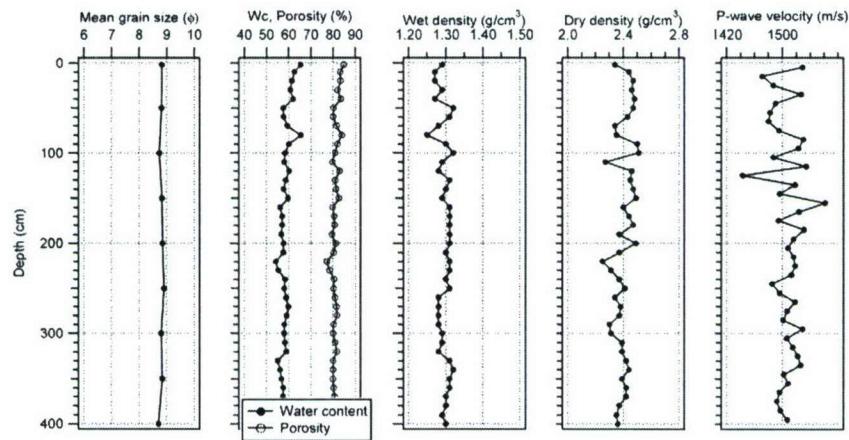 Mean grain size (ϕ)
6 7 8 9 10
Wc, Porosity (%)
40 50 60 70 80 90
Wet density (g/cm³)
1.20 1.30 1.40 1.50
Dry density (g/cm³)
2.0 2.4 2.8
P-wave velocity (m/s)
1420 1500
Depth (cm)
0
100
200
300
400
Water content
Porosity